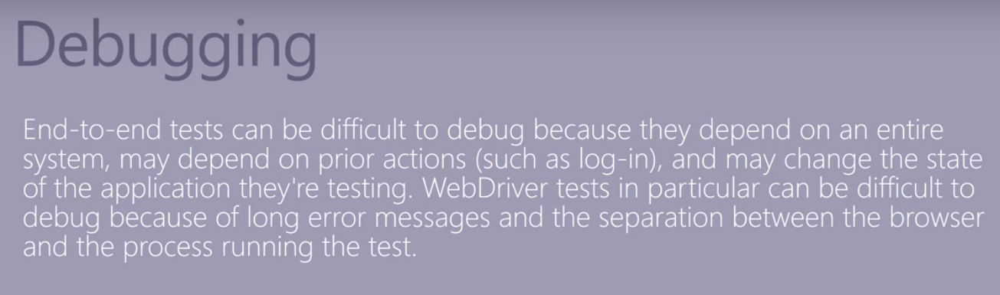 Debugging
End-to-end tests can be difficult to debug because they depend on an entire
system, may depend on prior actions (such as log-in), and may change the state
of the application they're testing. WebDriver tests in particular can be difficult to
debug because of long error messages and the separation between the browser
and the process running the test.